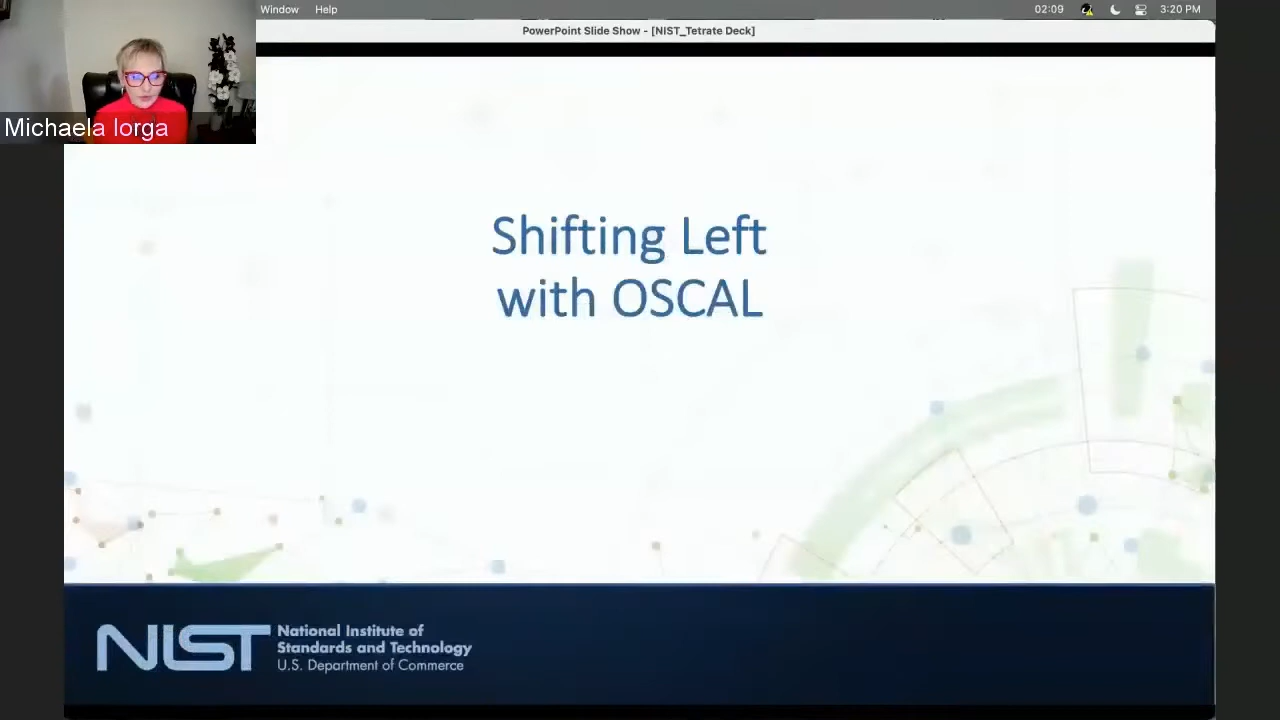 Window Help 02:09 3:20 PM
PowerPoint Slide Show - [NIST_Tetrate Deck]
Michaela Iorga
Shifting Left
with OSCAL
NIST
National Institute of
Standards and Technology
U.S. Department of Commerce